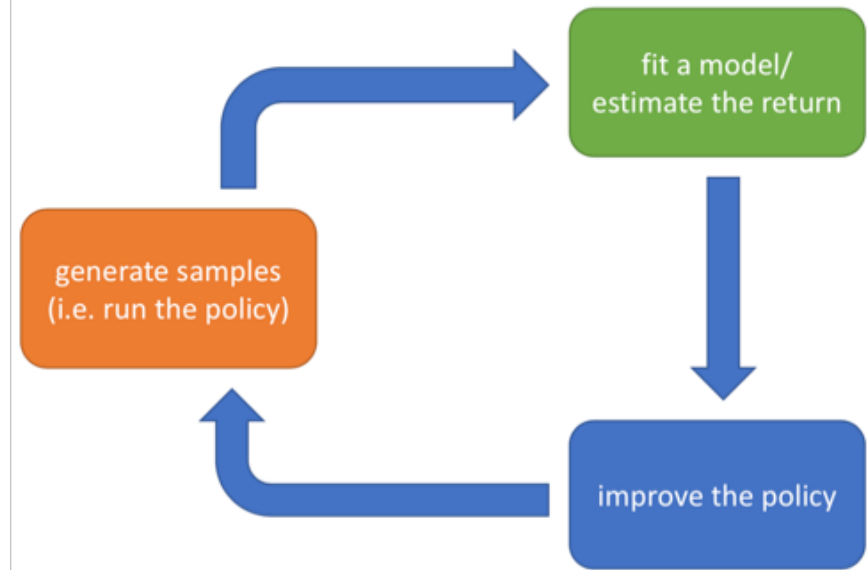 fit a model/
estimate the return
generate samples
(i.e. run the policy)
improve the policy